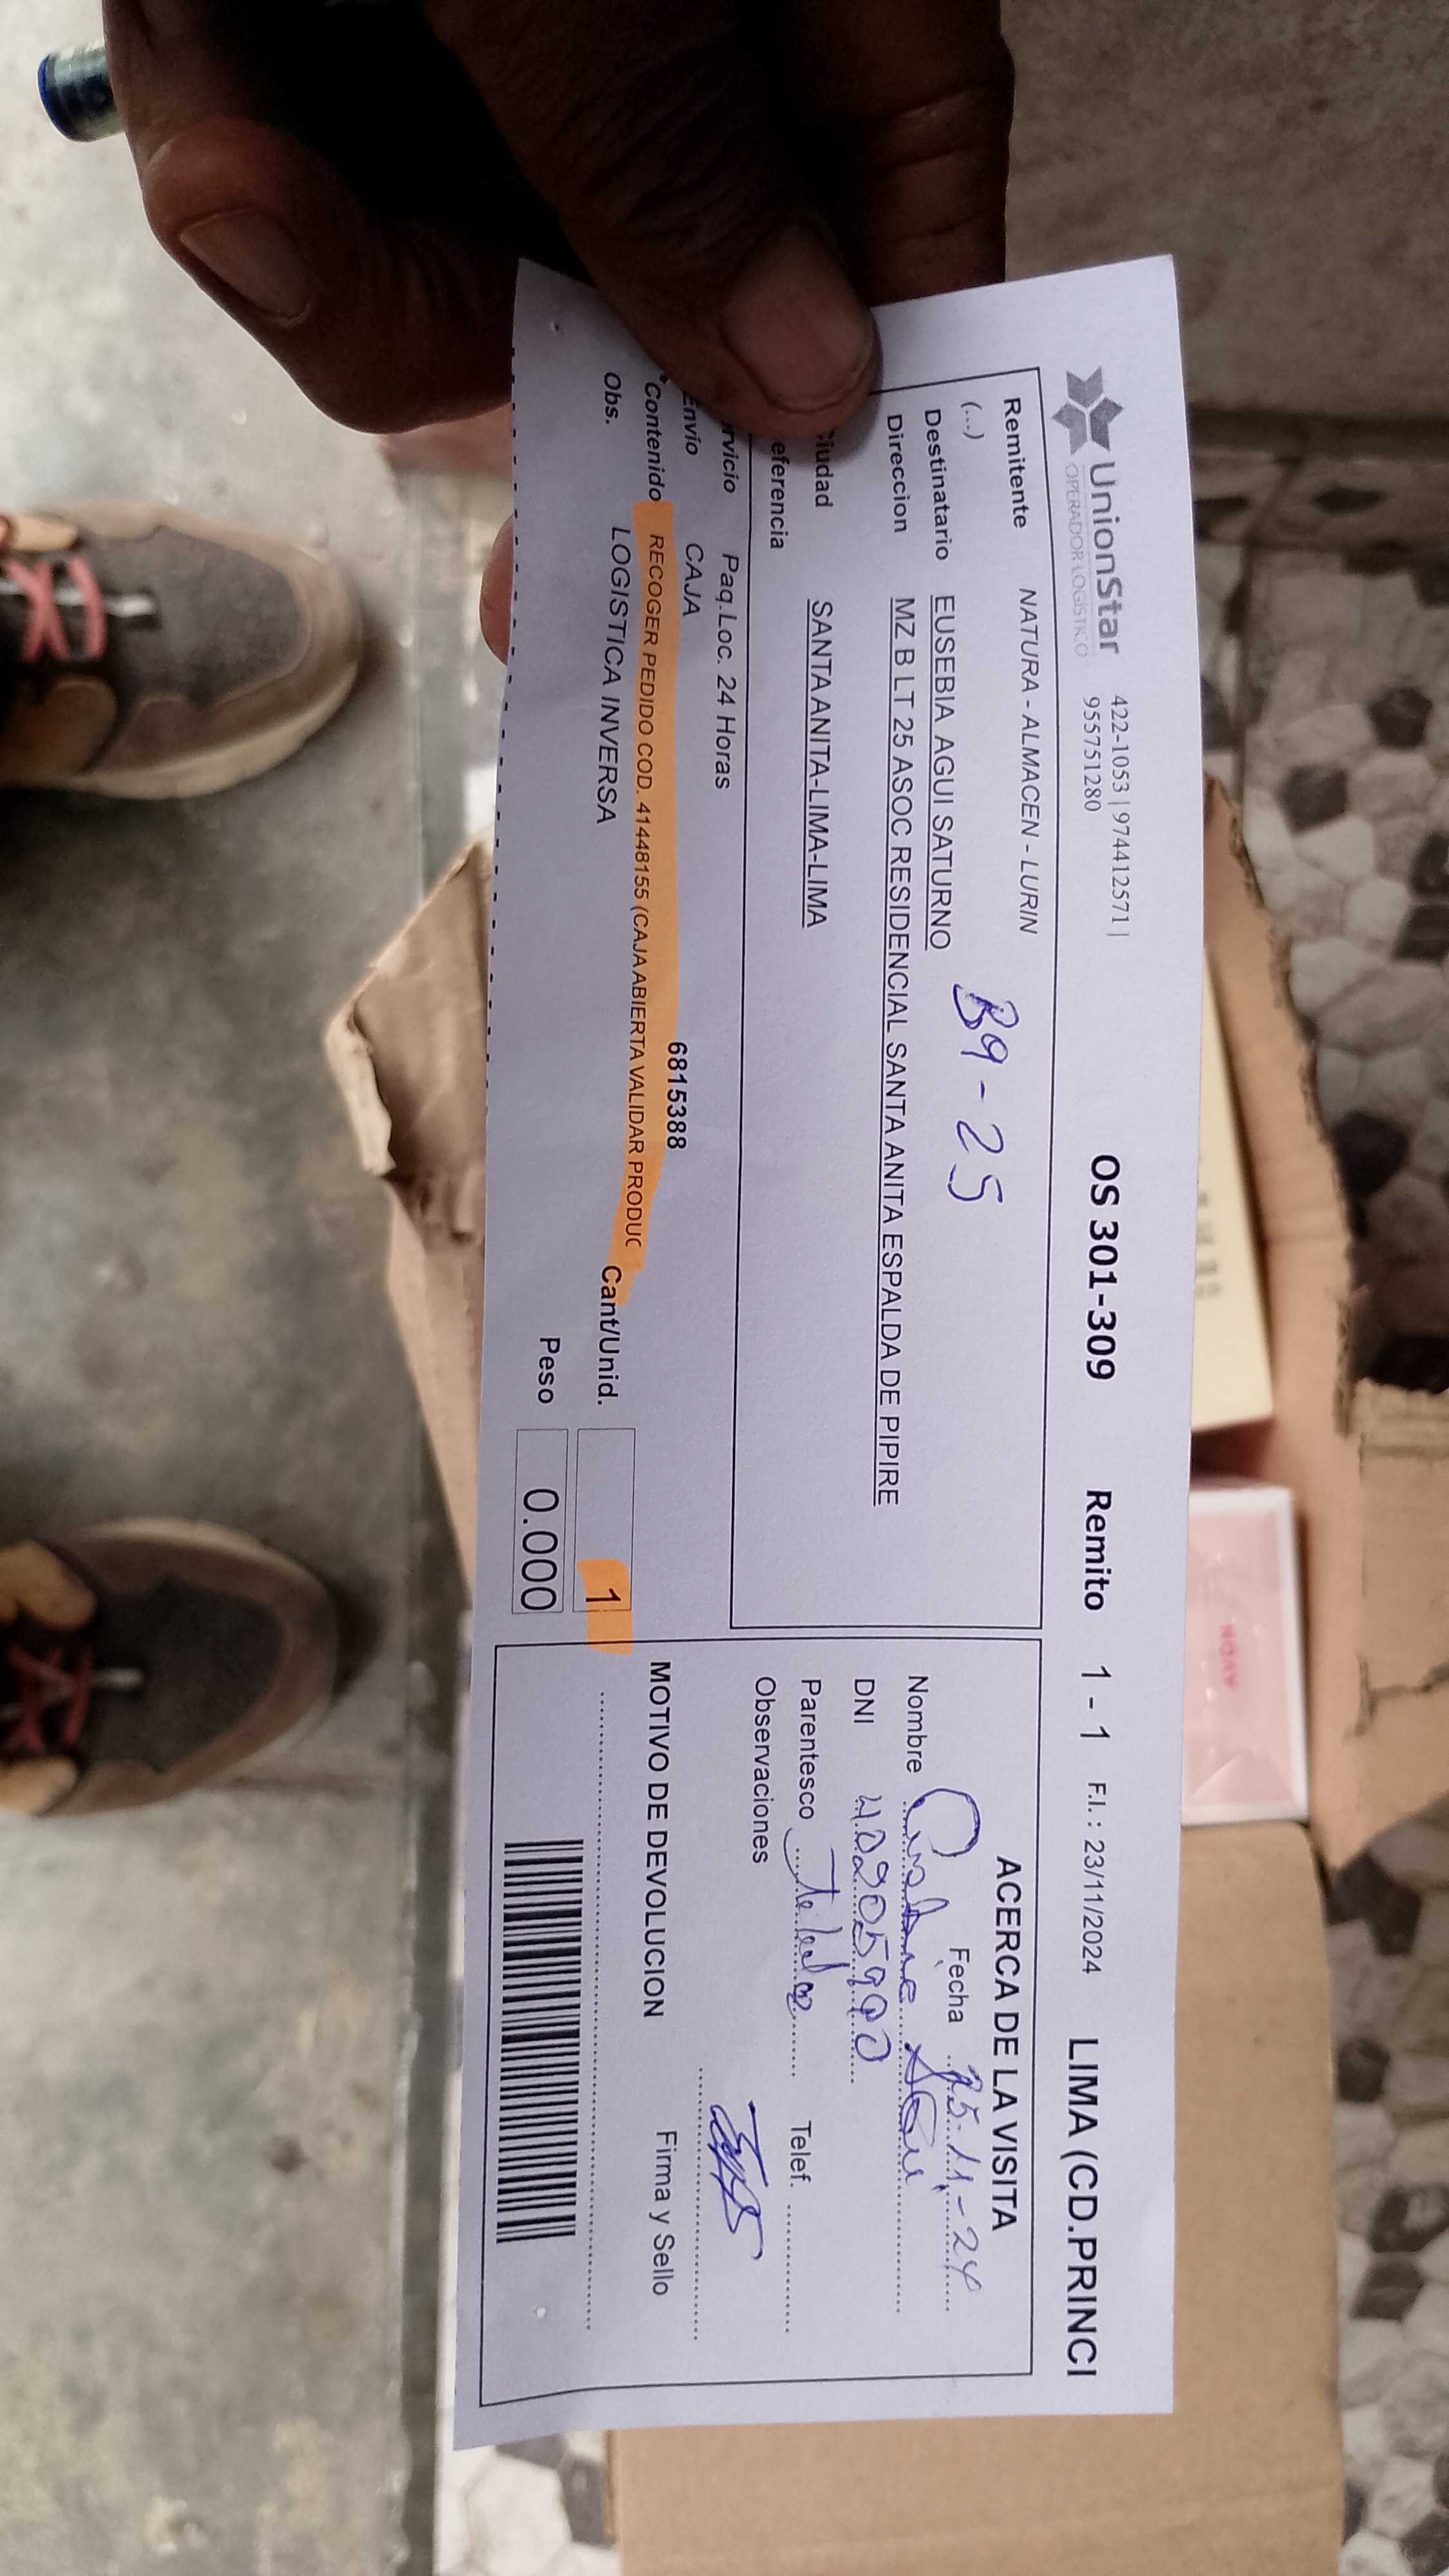 UnionStar
OPERADOR LOGÍSTICO
422-1053 | 974412571 |
955751280
OS 301-309
Remito 1 - 1
F.I. : 23/11/2024
LIMA (CD.PRINCI
Remitente NATURA - ALMACEN - LURIN
(...)
B9-25
Destinatario EUSEBIA AGUI SATURNO
Direccion MZ B LT 25 ASOC RESIDENCIAL SANTA ANITA ESPALDA DE PIPIRE
iudad SANTA ANITA-LIMA-LIMA
eferencia
rvicio Paq.Loc. 24 Horas
Envío CAJA
6815388
*Contenido RECOGER PEDIDO COD. 41448155 (CAJA ABIERTA VALIDAR PRODUC
Obs. LOGISTICA INVERSA
Cant/Unid. 1
Peso 0.000
ACERCA DE LA VISITA
Fecha 25-11-24
Nombre
DNI
Parentesco
Telef.
Observaciones
MOTIVO DE DEVOLUCION
Firma y Sello
AVON